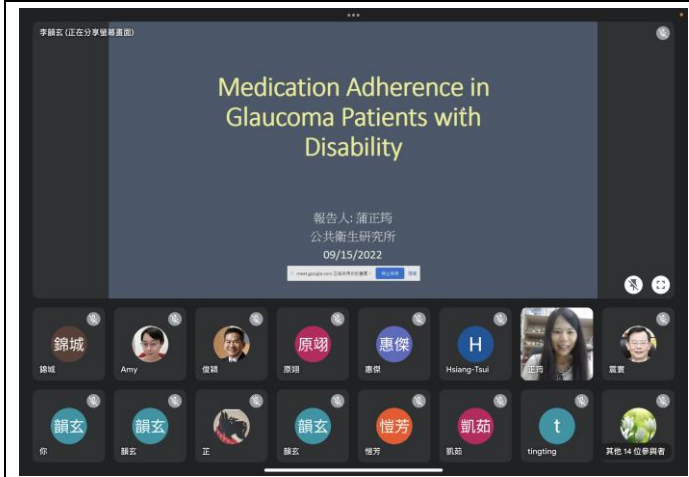 李韻玄 (正在分享螢幕畫面)
Medication Adherence in
Glaucoma Patients with
Disability
報告人: 蒲正筠
公共衛生研究所
09/15/2022
錦城
原翊
惠傑
H
錦城
Amy
俊穎
原翊
惠傑
Hsiang-Tsui
正筠
震寰
韻玄
韻玄
韻玄
愷芳
凱茹
t
你
韻玄
芷
韻玄
愷芳
凱茹
tingting
其他 14 位參與者